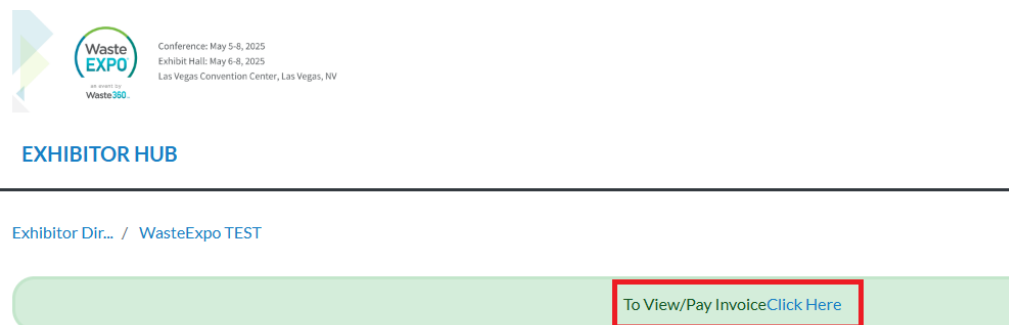 Waste
EXPO
an event by
Waste360
Conference: May 5-8, 2025
Exhibit Hall: May 6-8, 2025
Las Vegas Convention Center, Las Vegas, NV
EXHIBITOR HUB
Exhibitor Dir... / WasteExpo TEST
To View/Pay InvoiceClick Here